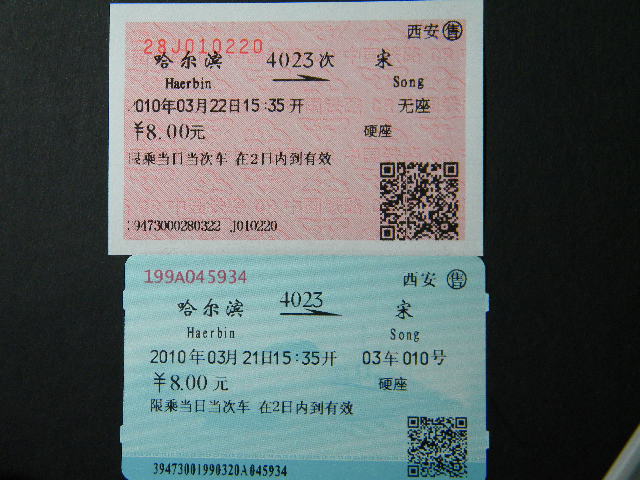 西安 售
28J010220
哈尔滨 4023次 宋
Haerbin Song
010年03月22日15:35开 无座
¥8.00元 硬座
限乘当日当次车 在2日内到有效
39473000280322 J010220
199A045934 西安 售
哈尔滨 4023 宋
Haerbin Song
2010年03月21日15:35开 03车010号
¥8.00元 硬座
限乘当日当次车 在2日内到有效
39473001990320A045934